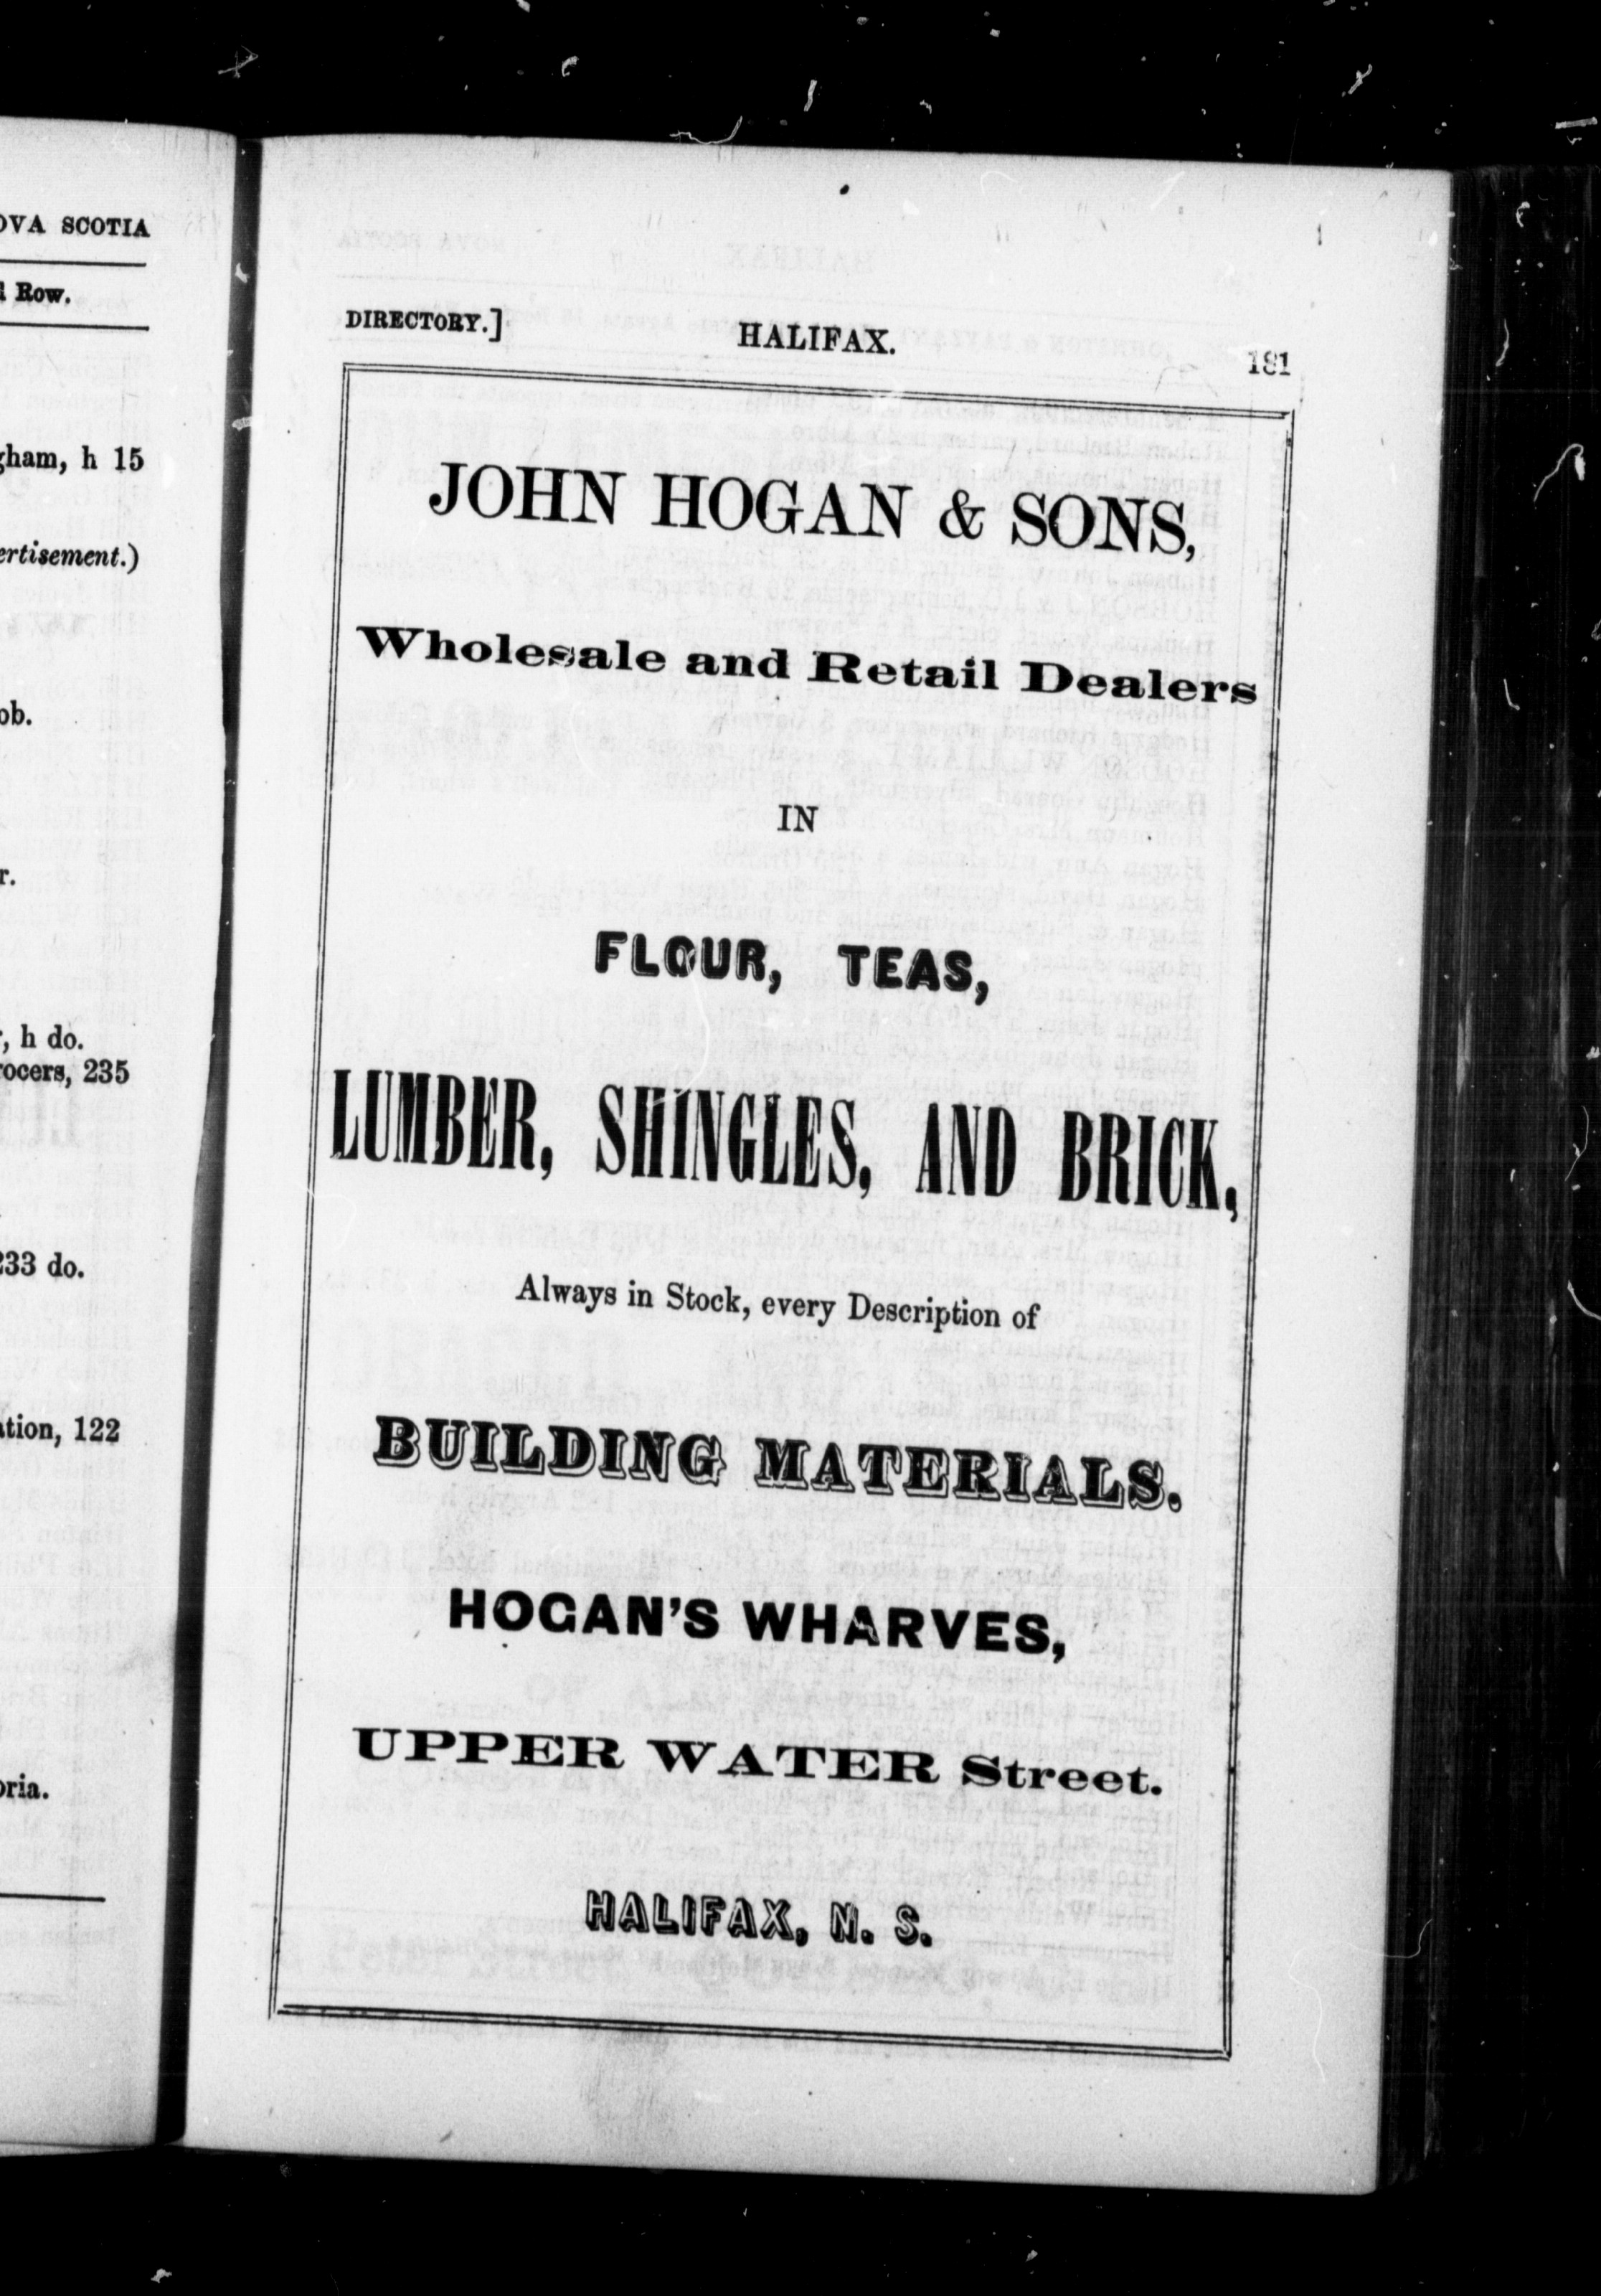 OVA SCOTIA
Row.
gham, h 15
ertisement.)
ob.
r.
, h do.
rocers, 235
233 do.
ation, 122
oria.
DIRECTORY.] HALIFAX. 181
JOHN HOGAN & SONS,
Wholesale and Retail Dealers
IN
FLOUR, TEAS,
LUMBER, SHINGLES, AND BRICK,
Always in Stock, every Description of
BUILDING MATERIALS.
HOGAN'S WHARVES,
UPPER WATER Street.
HALIFAX, N. S.